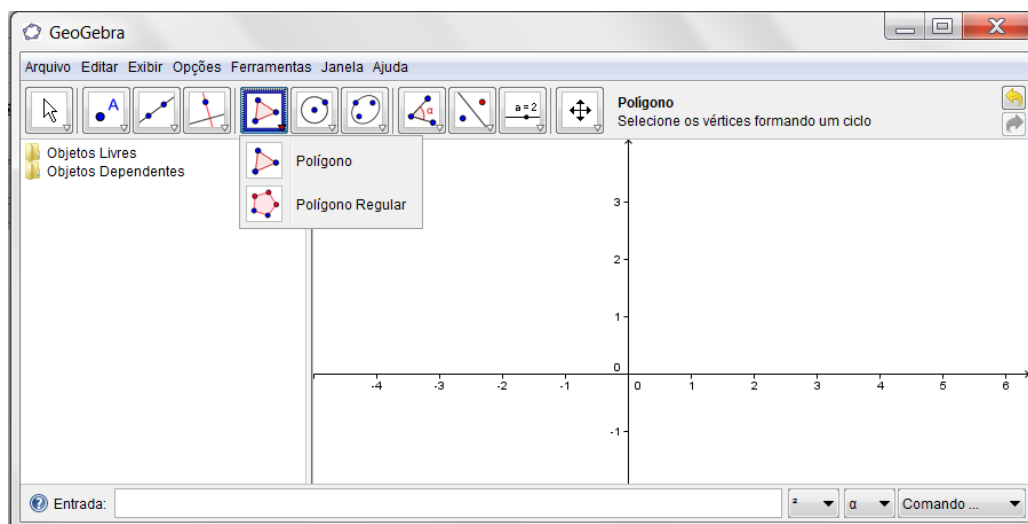 GeoGebra
Arquivo Editar Exibir Opções Ferramentas Janela Ajuda
A
α
a = 2
Polígono
Selecione os vértices formando um ciclo
Objetos Livres
Objetos Dependentes
Polígono
Polígono Regular
3
2
1
0
-4 -3 -2 -1 0 1 2 3 4 5 6
-1
Entrada:
² α Comando ...